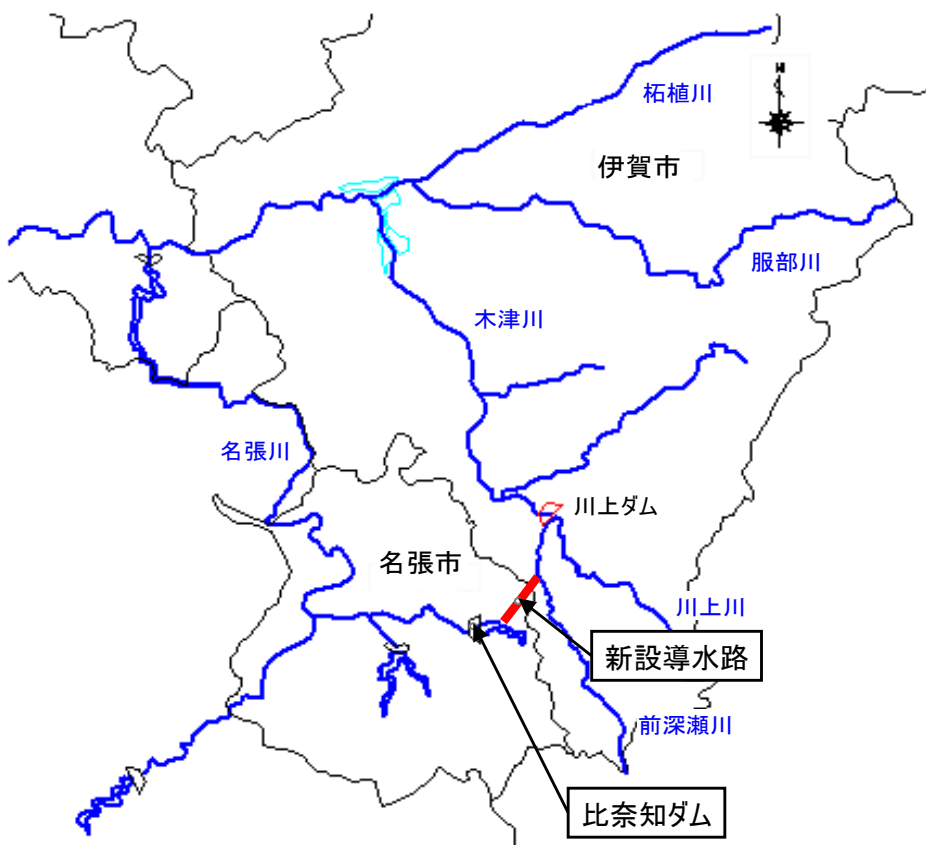 柘植川
N
伊賀市
服部川
木津川
名張川
川上ダム
名張市
川上川
新設導水路
前深瀬川
比奈知ダム